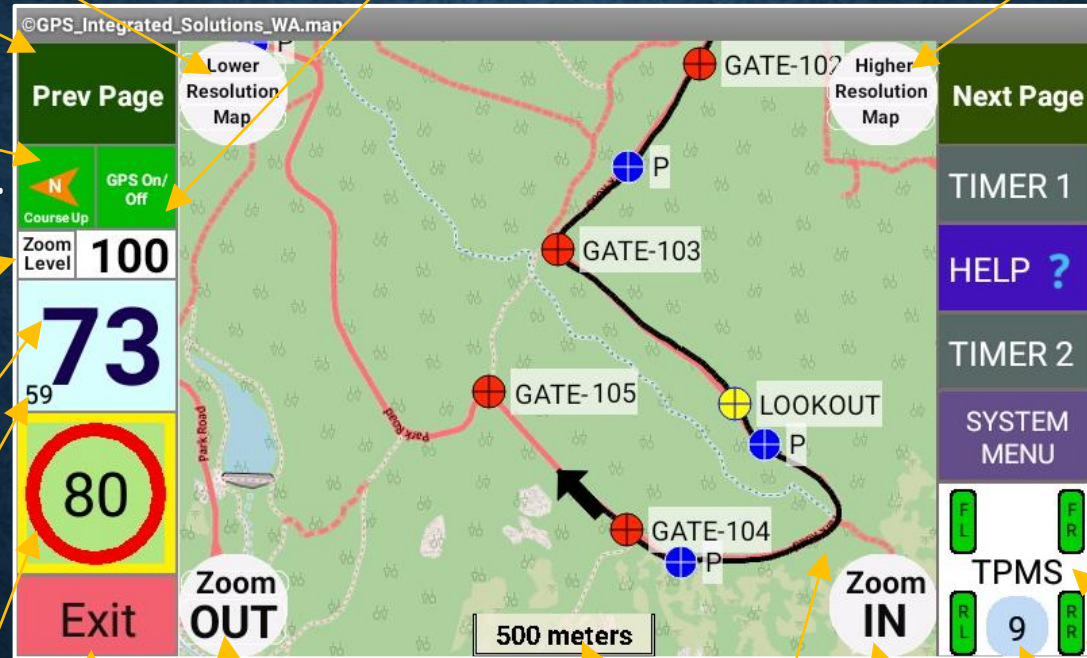 ©GPS_Integrated_Solutions_WA.map
Prev Page
N
Course Up
GPS On/
Off
Zoom
Level
100
73
59
80
Exit
Lower
Resolution
Map
P
GATE-102
Higher
Resolution
Map
P
GATE-103
GATE-105
LOOKOUT
P
Park Road
Park Road
GATE-104
P
Zoom
OUT
500 meters
Zoom
IN
Next Page
TIMER 1
HELP ?
TIMER 2
SYSTEM
MENU
FL
FR
TPMS
RL
9
RR